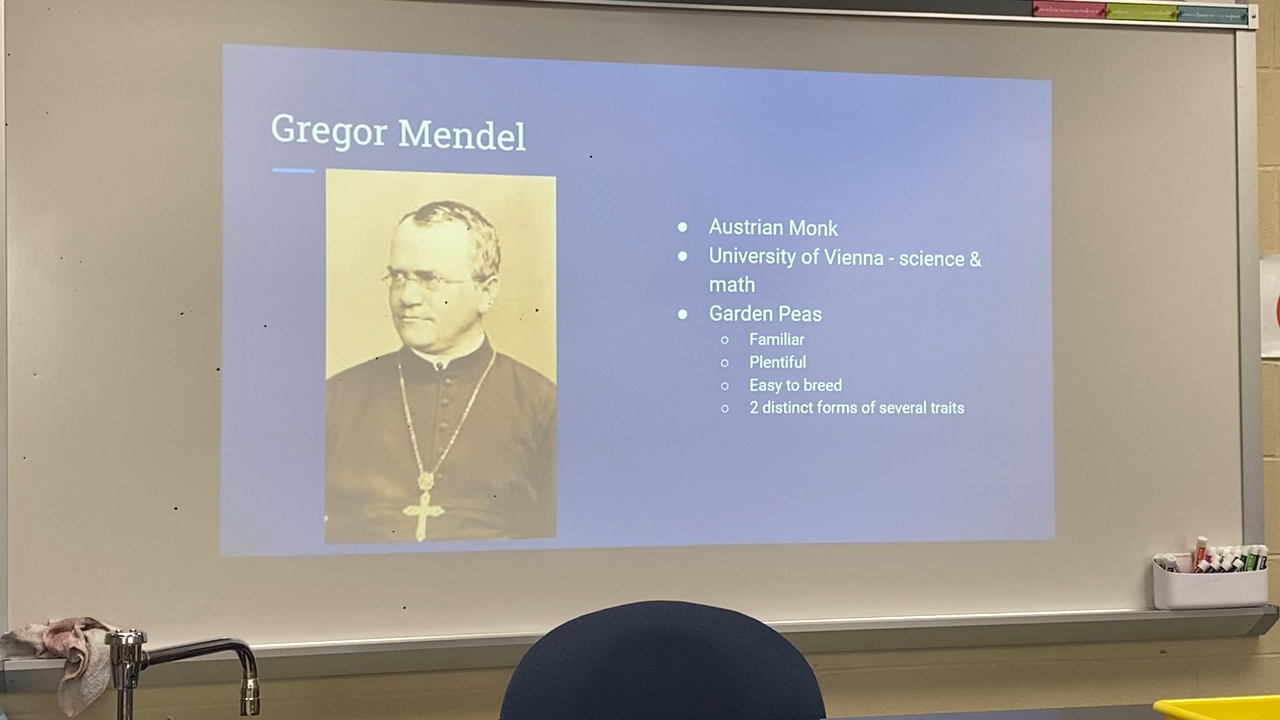 Gregor Mendel
● Austrian Monk
● University of Vienna - science &
math
● Garden Peas
○ Familiar
○ Plentiful
○ Easy to breed
○ 2 distinct forms of several traits